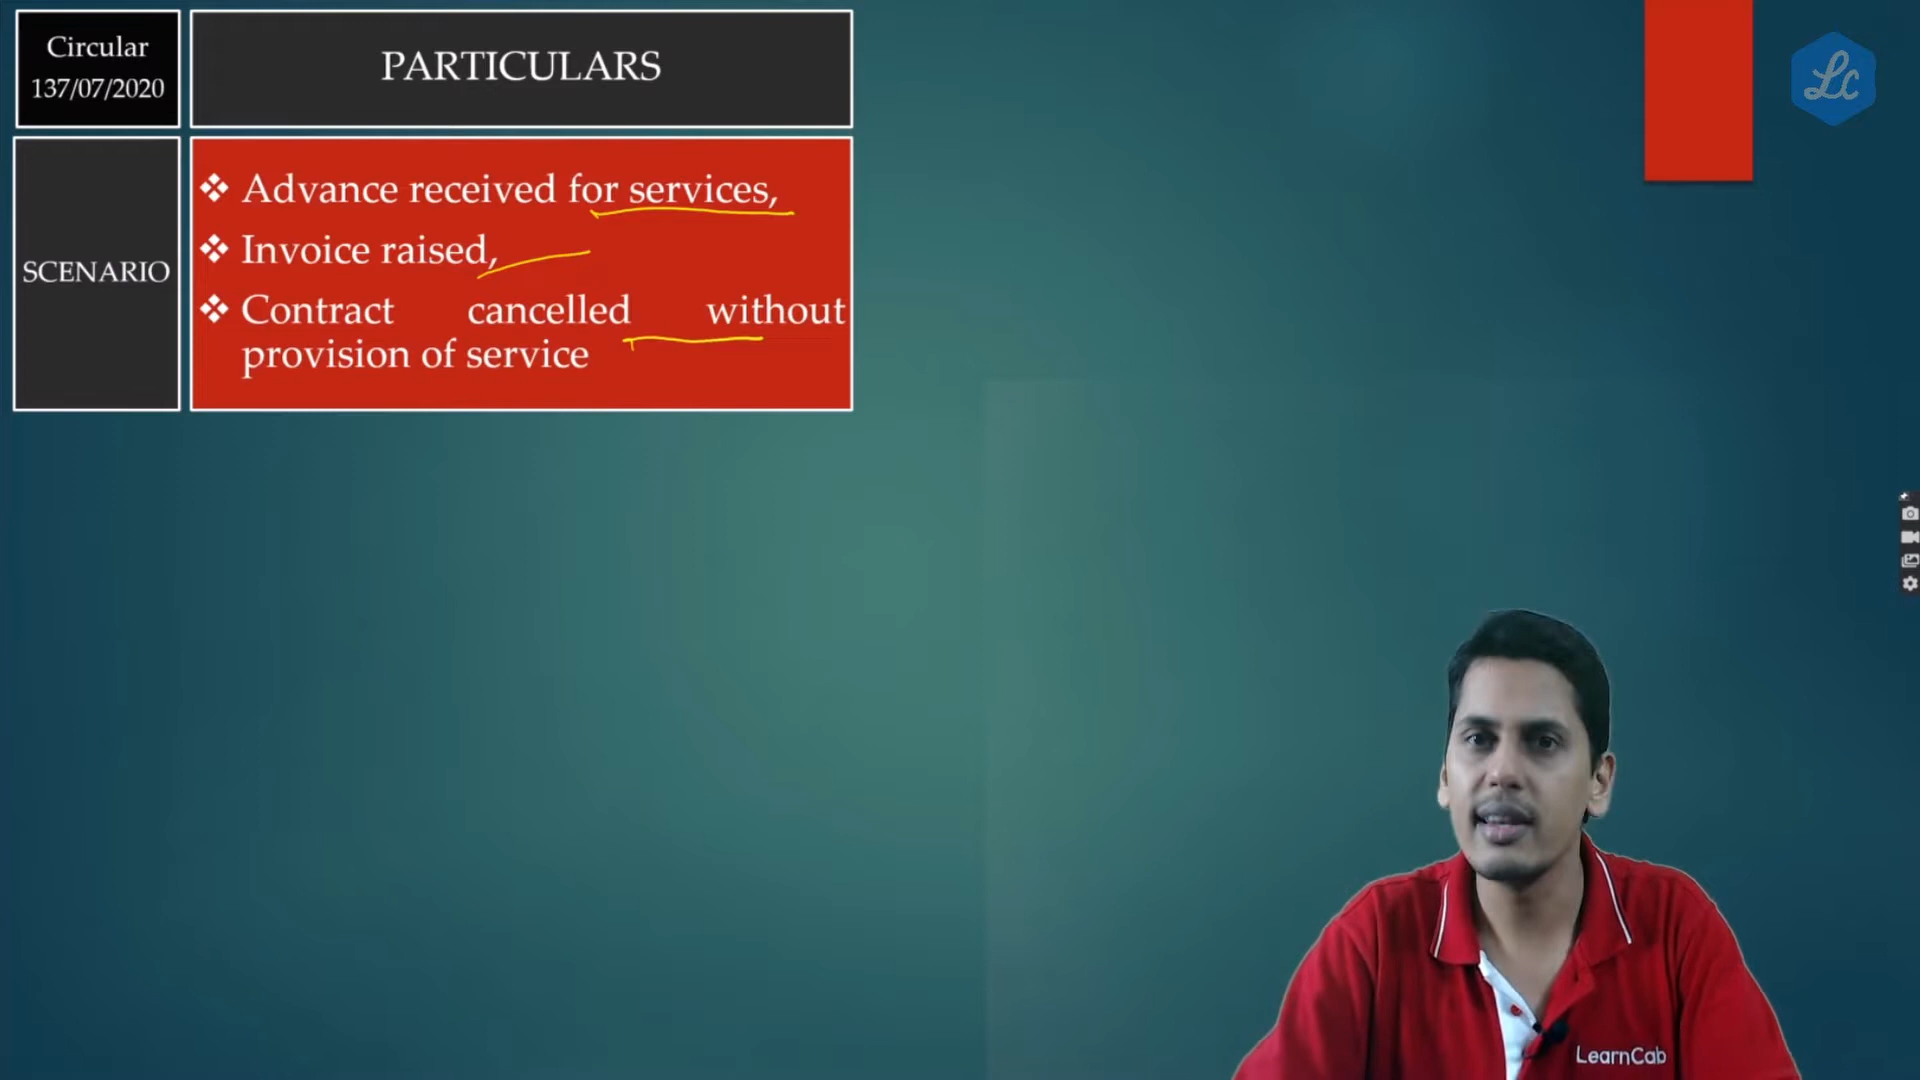 Circular
137/07/2020
PARTICULARS
SCENARIO
❖ Advance received for services,
❖ Invoice raised,
❖ Contract cancelled without
provision of service
Lc
LearnCab